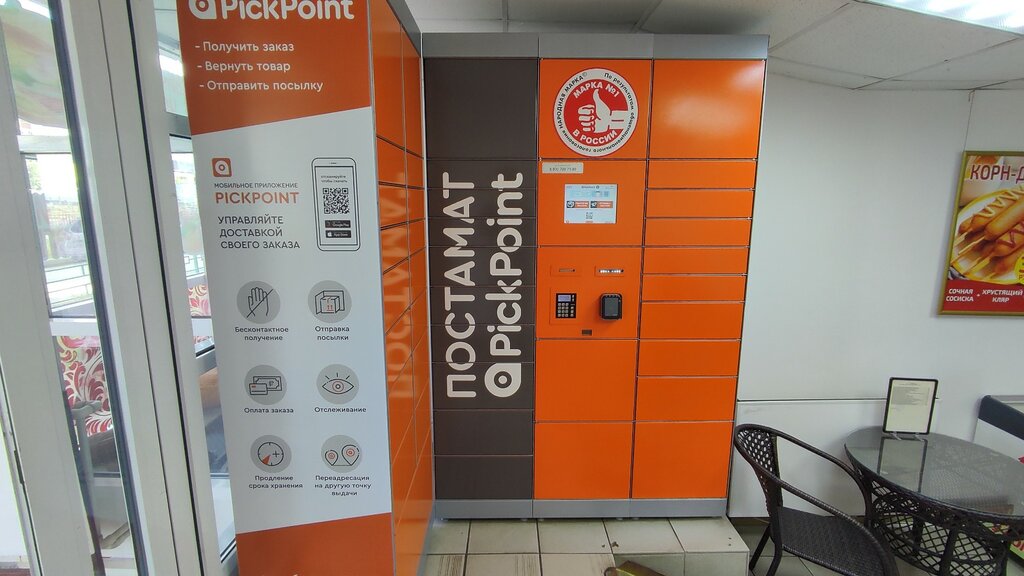 PickPoint
- Получить заказ
- Вернуть товар
- Отправить посылку
МОБИЛЬНОЕ ПРИЛОЖЕНИЕ
PICKPOINT
УПРАВЛЯЙТЕ
ДОСТАВКОЙ
СВОЕГО ЗАКАЗА
Бесконтактное
получение
Отправка
посылки
Оплата заказа
Отслеживание
Продление
срока хранения
Переадресация
на другую точку
выдачи
ПОСТАМАТ
PickPoint
НАРОДНАЯ МАРКА
МАРКА №1
В РОССИИ
КОРН-Д
СОЧНАЯ
СОСИСКА
+
ХРУСТЯЩИЙ
КЛЯР